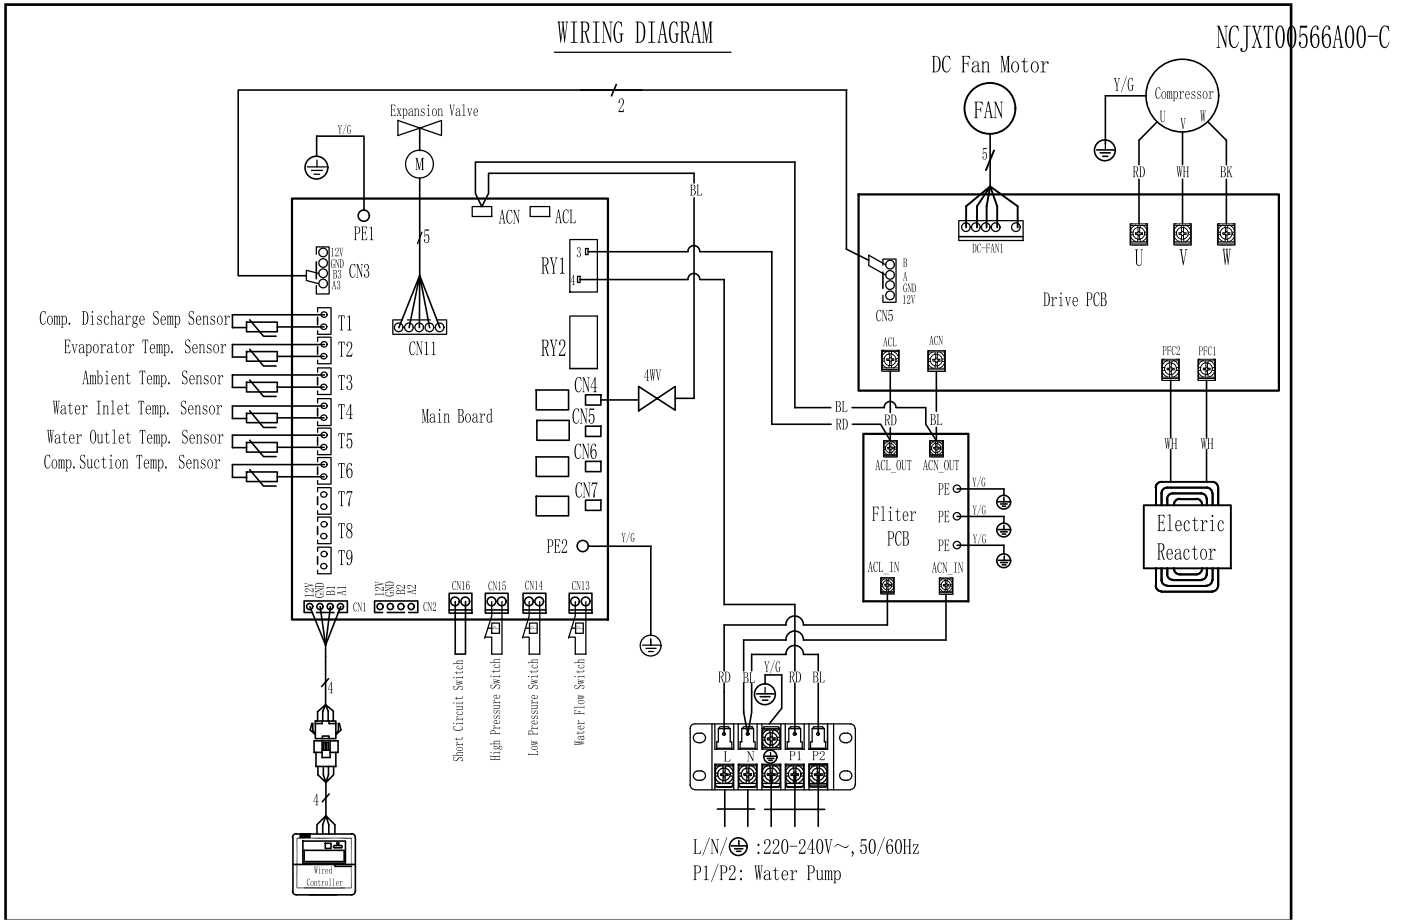 WIRING DIAGRAM
NCJXT00566A00-C
DC Fan Motor
FAN
5
Y/G
Compressor
U
V
W
RD
WH
BK
2
Expansion Valve
M
Y/G
5
PE1
ACN
ACL
BL
12V
GND
B3
A3
CN3
CN11
RY1
3
4
RY2
CN4
CN5
CN6
CN7
4WV
Main Board
PE2
Y/G
Comp. Discharge Semp Sensor
T1
Evaporator Temp. Sensor
T2
Ambient Temp. Sensor
T3
Water Inlet Temp. Sensor
T4
Water Outlet Temp. Sensor
T5
Comp.Suction Temp. Sensor
T6
T7
T8
T9
12V
GND
B1
A1
CN1
12V
GND
B2
A2
CN2
CN16
CN15
CN14
CN13
Short Circuit Switch
High Pressure Switch
Low Pressure Switch
Water Flow Switch
4
4
Wired
Controller
DC-FAN1
U
V
W
B
A
GND
12V
CN5
Drive PCB
ACL
ACN
PFC2
PFC1
BL
RD
RD
BL
WH
WH
ACL_OUT
ACN_OUT
PE
Y/G
PE
Y/G
PE
Y/G
Fliter
PCB
ACL_IN
ACN_IN
Electric
Reactor
RD
BL
Y/G
RD
BL
L
N
P1
P2
L/N/⏚ :220-240V～,50/60Hz
P1/P2: Water Pump